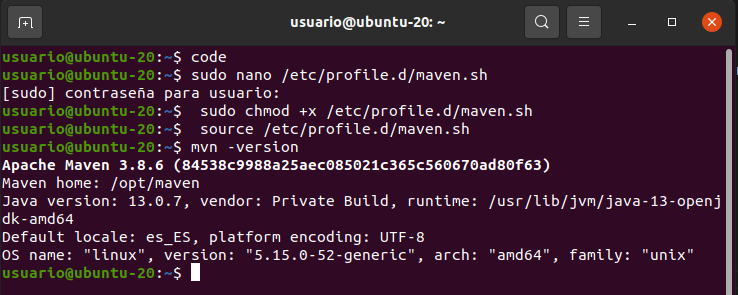 usuario@ubuntu-20: ~
usuario@ubuntu-20:~$ code
usuario@ubuntu-20:~$ sudo nano /etc/profile.d/maven.sh
[sudo] contraseña para usuario:
usuario@ubuntu-20:~$  sudo chmod +x /etc/profile.d/maven.sh
usuario@ubuntu-20:~$  source /etc/profile.d/maven.sh
usuario@ubuntu-20:~$ mvn -version
Apache Maven 3.8.6 (84538c9988a25aec085021c365c560670ad80f63)
Maven home: /opt/maven
Java version: 13.0.7, vendor: Private Build, runtime: /usr/lib/jvm/java-13-openj
dk-amd64
Default locale: es_ES, platform encoding: UTF-8
OS name: "linux", version: "5.15.0-52-generic", arch: "amd64", family: "unix"
usuario@ubuntu-20:~$